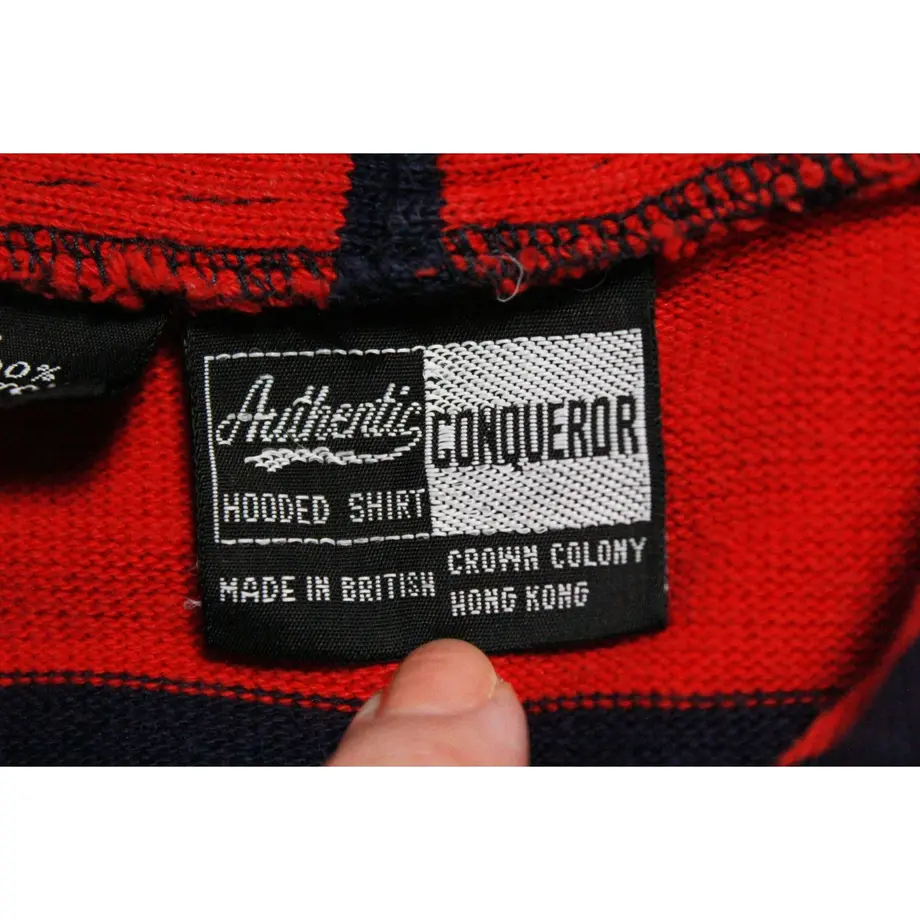 Authentic
CONQUEROR
HOODED SHIRT
MADE IN BRITISH
CROWN COLONY
HONG KONG